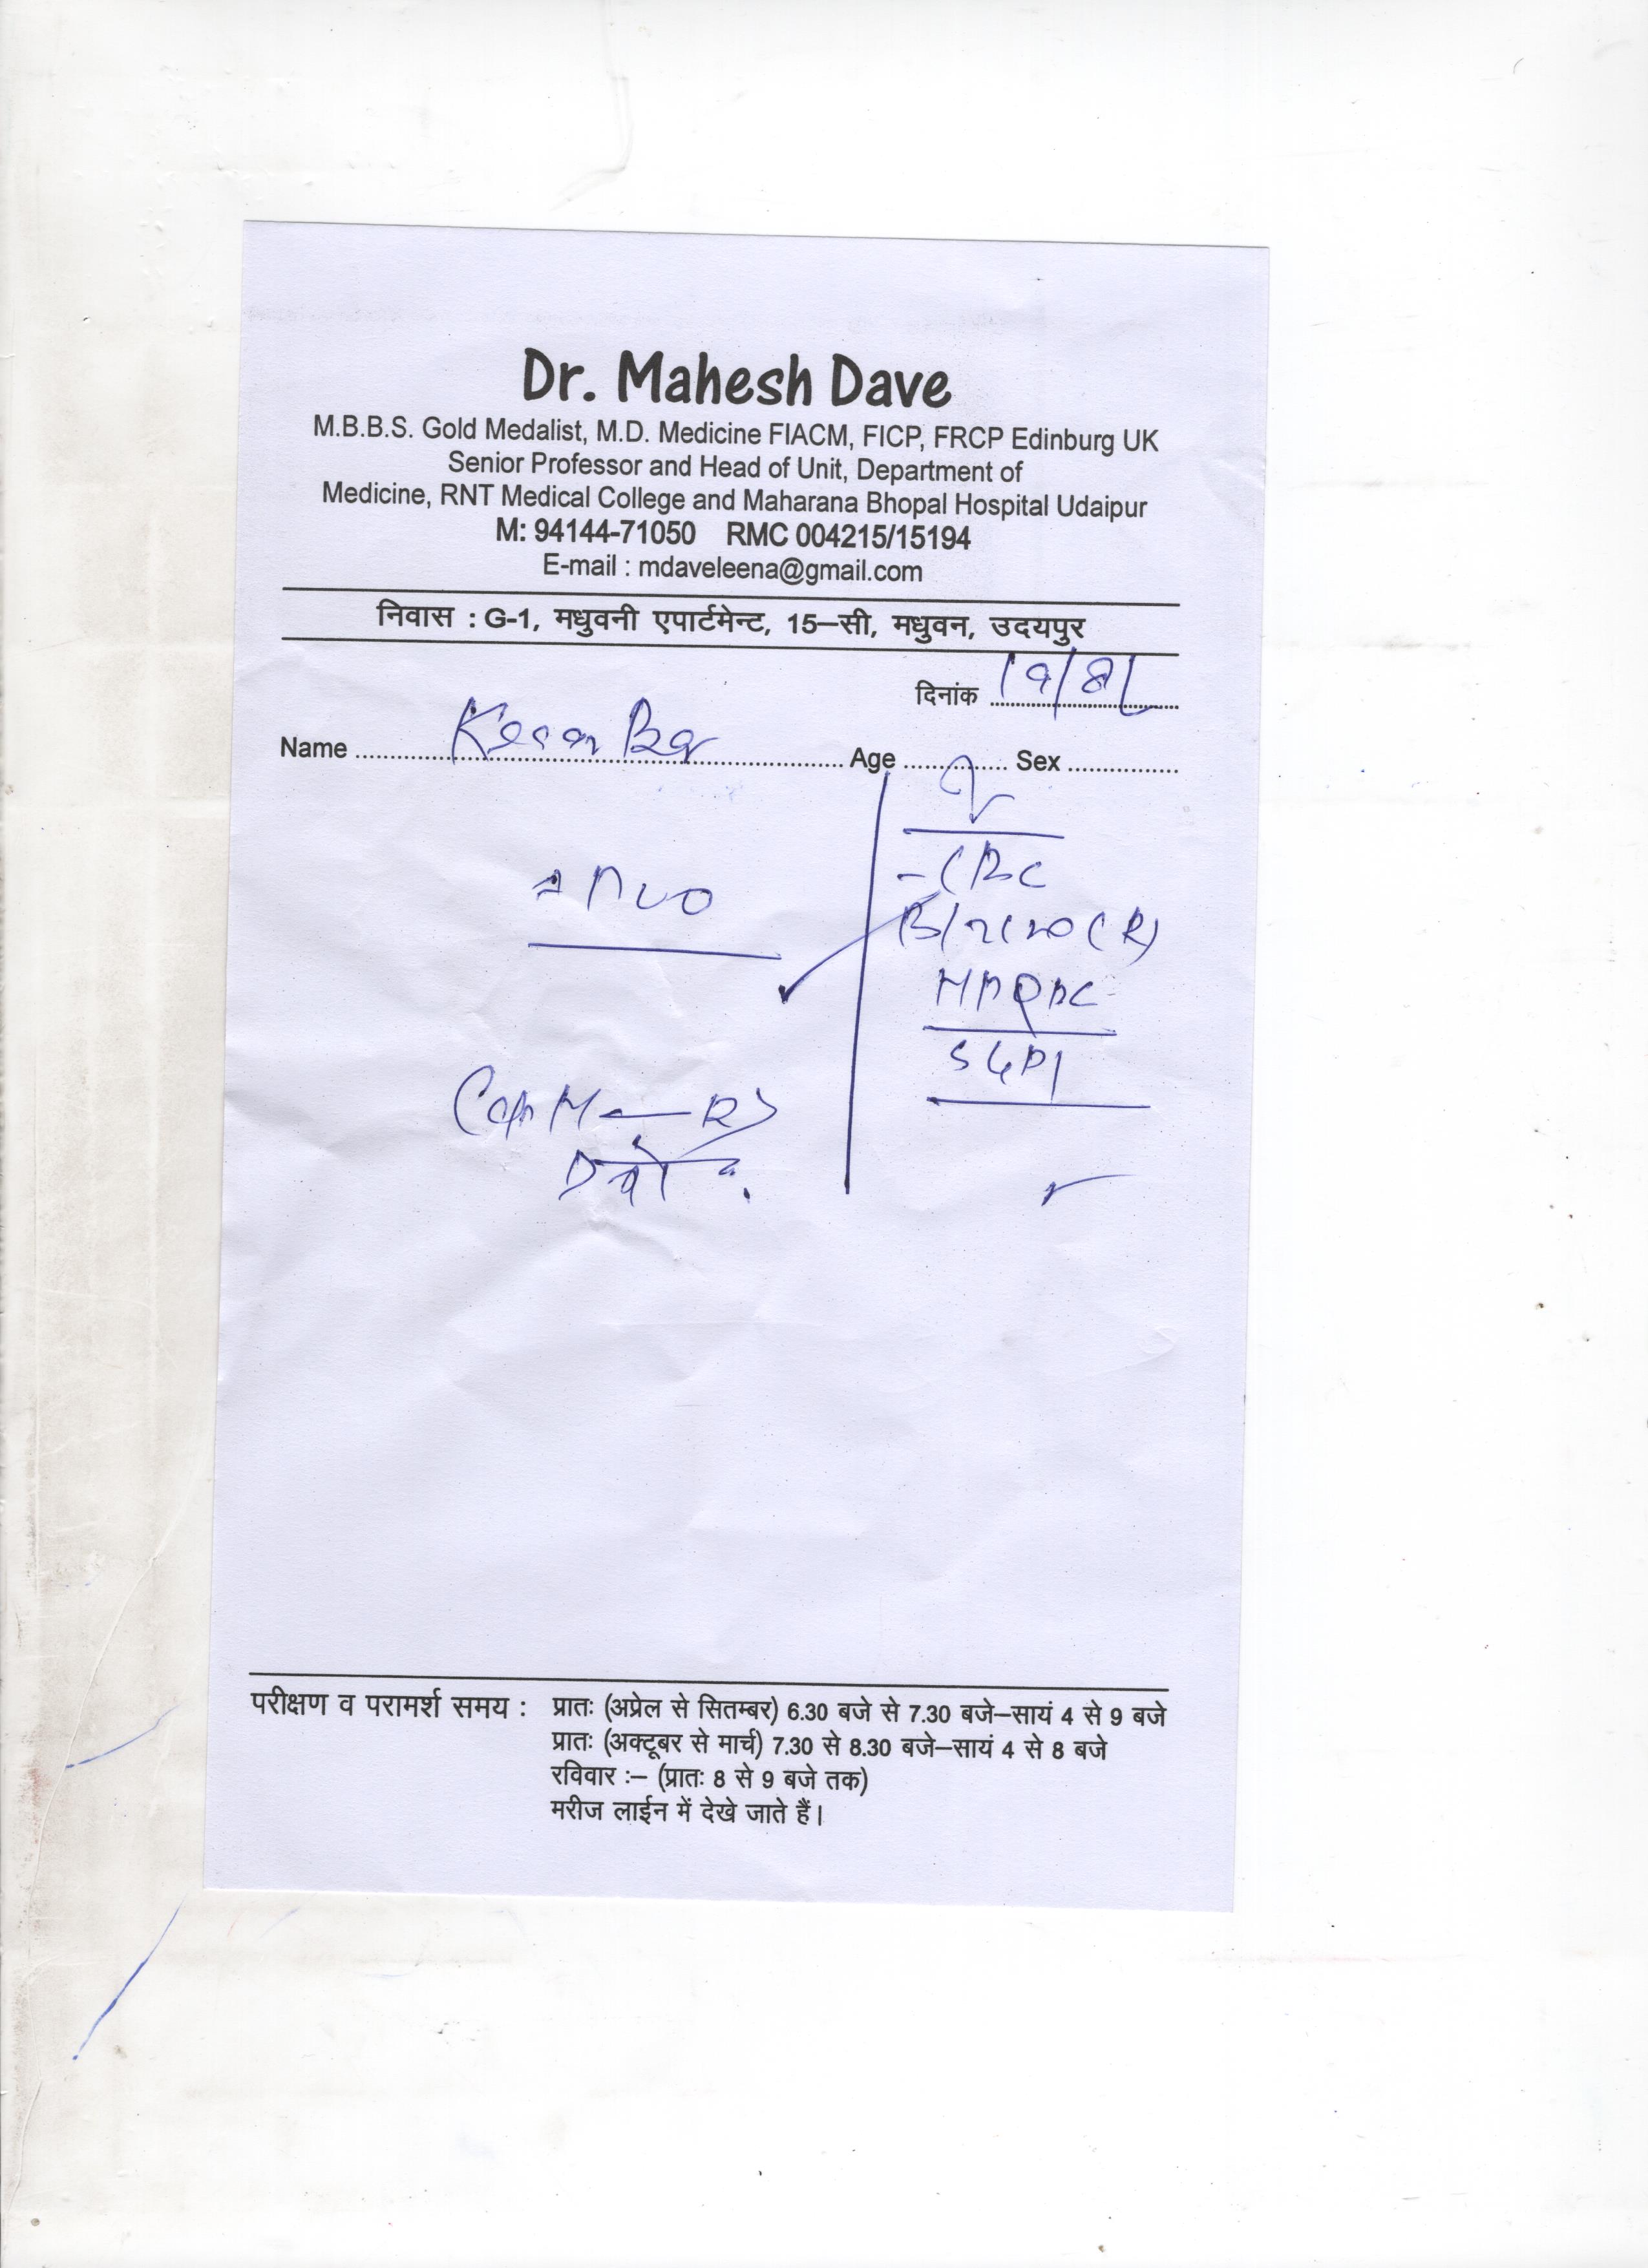 Dr. Mahesh Dave
M.B.B.S. Gold Medalist, M.D. Medicine FIACM, FICP, FRCP Edinburg UK
Senior Professor and Head of Unit, Department of
Medicine, RNT Medical College and Maharana Bhopal Hospital Udaipur
M: 94144-71050 RMC 004215/15194
E-mail : mdaveleena@gmail.com
निवास : G-1, मधुवनी एपार्टमेन्ट, 15–सी, मधुवन, उदयपुर
दिनांक 19/8/
Name Kesar Age Sex
- CBC
SGPT
परीक्षण व परामर्श समय : प्रातः (अप्रेल से सितम्बर) 6.30 बजे से 7.30 बजे–सायं 4 से 9 बजे
प्रातः (अक्टूबर से मार्च) 7.30 से 8.30 बजे–सायं 4 से 8 बजे
रविवार :– (प्रातः 8 से 9 बजे तक)
मरीज लाईन में देखे जाते हैं।